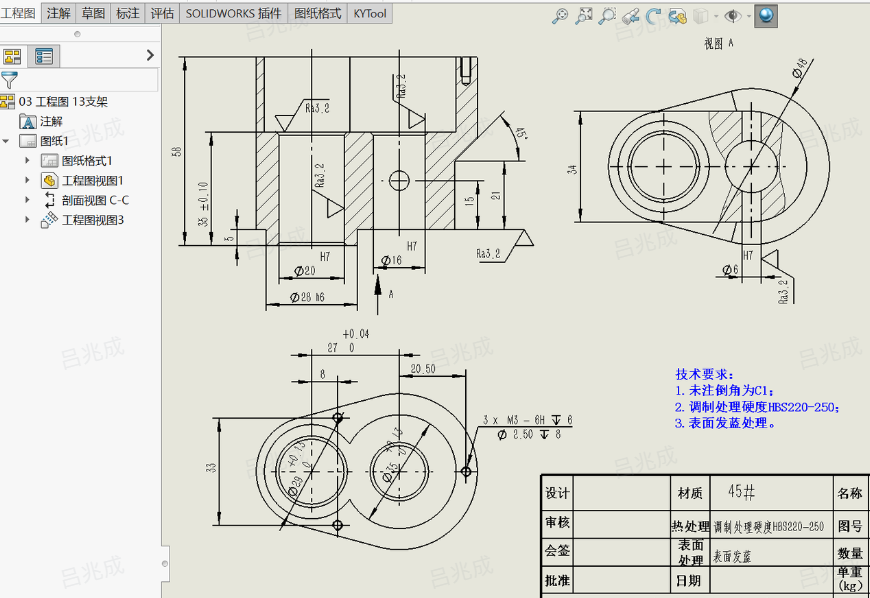 工程图 注解 草图 标注 评估 SOLIDWORKS 插件 图纸格式 KYTool
03 工程图 13支架
注解
图纸1
图纸格式1
工程图视图1
剖面视图 C-C
工程图视图3
视图 A
Ra3.2
Ra3.2
Ra3.2
45°
58
35 ±0.10
5
15
21
Ra3.2
H7
Ø20
H7
Ø16
Ø28 h6
A
Ø48
34
H7
Ø6
Ra3.2
+0.04
27 0
8
20.50
33
+0.13
Ø29 0
+0.13
Ø35 0
3 x M3 - 6H ↧ 6
Ø 2.50 ↧ 8
技术要求:
1. 未注倒角为C1;
2. 调制处理硬度HBS220-250;
3. 表面发蓝处理。
设计 材质 45# 名称
审核 热处理 调制处理硬度HBS220-250 图号
会签 表面处理 表面发蓝 数量
批准 日期 单重(kg)
吕兆成